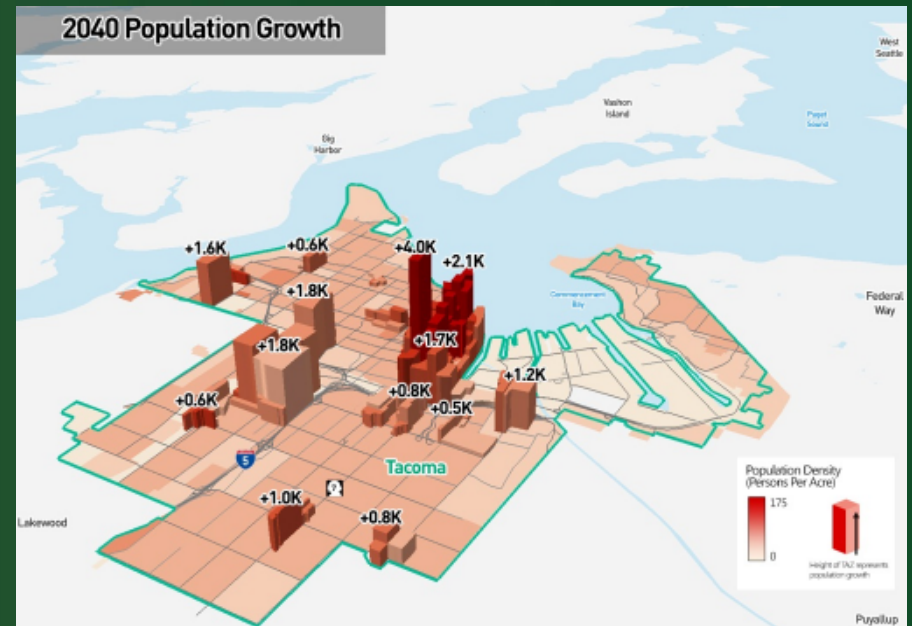 2040 Population Growth
West
Seattle
Vashon
Island
Puget
Sound
Gig
Harbor
+1.6K
+0.6K
+4.0K
+2.1K
+1.8K
Commencement
Bay
Federal
Way
+1.7K
+1.8K
+1.2K
+0.8K
+0.6K
+0.5K
5
Tacoma
+1.0K
+0.8K
Lakewood
Population Density
(Persons Per Acre)
175
0
Height of TAZ represents
population growth
Puyallup